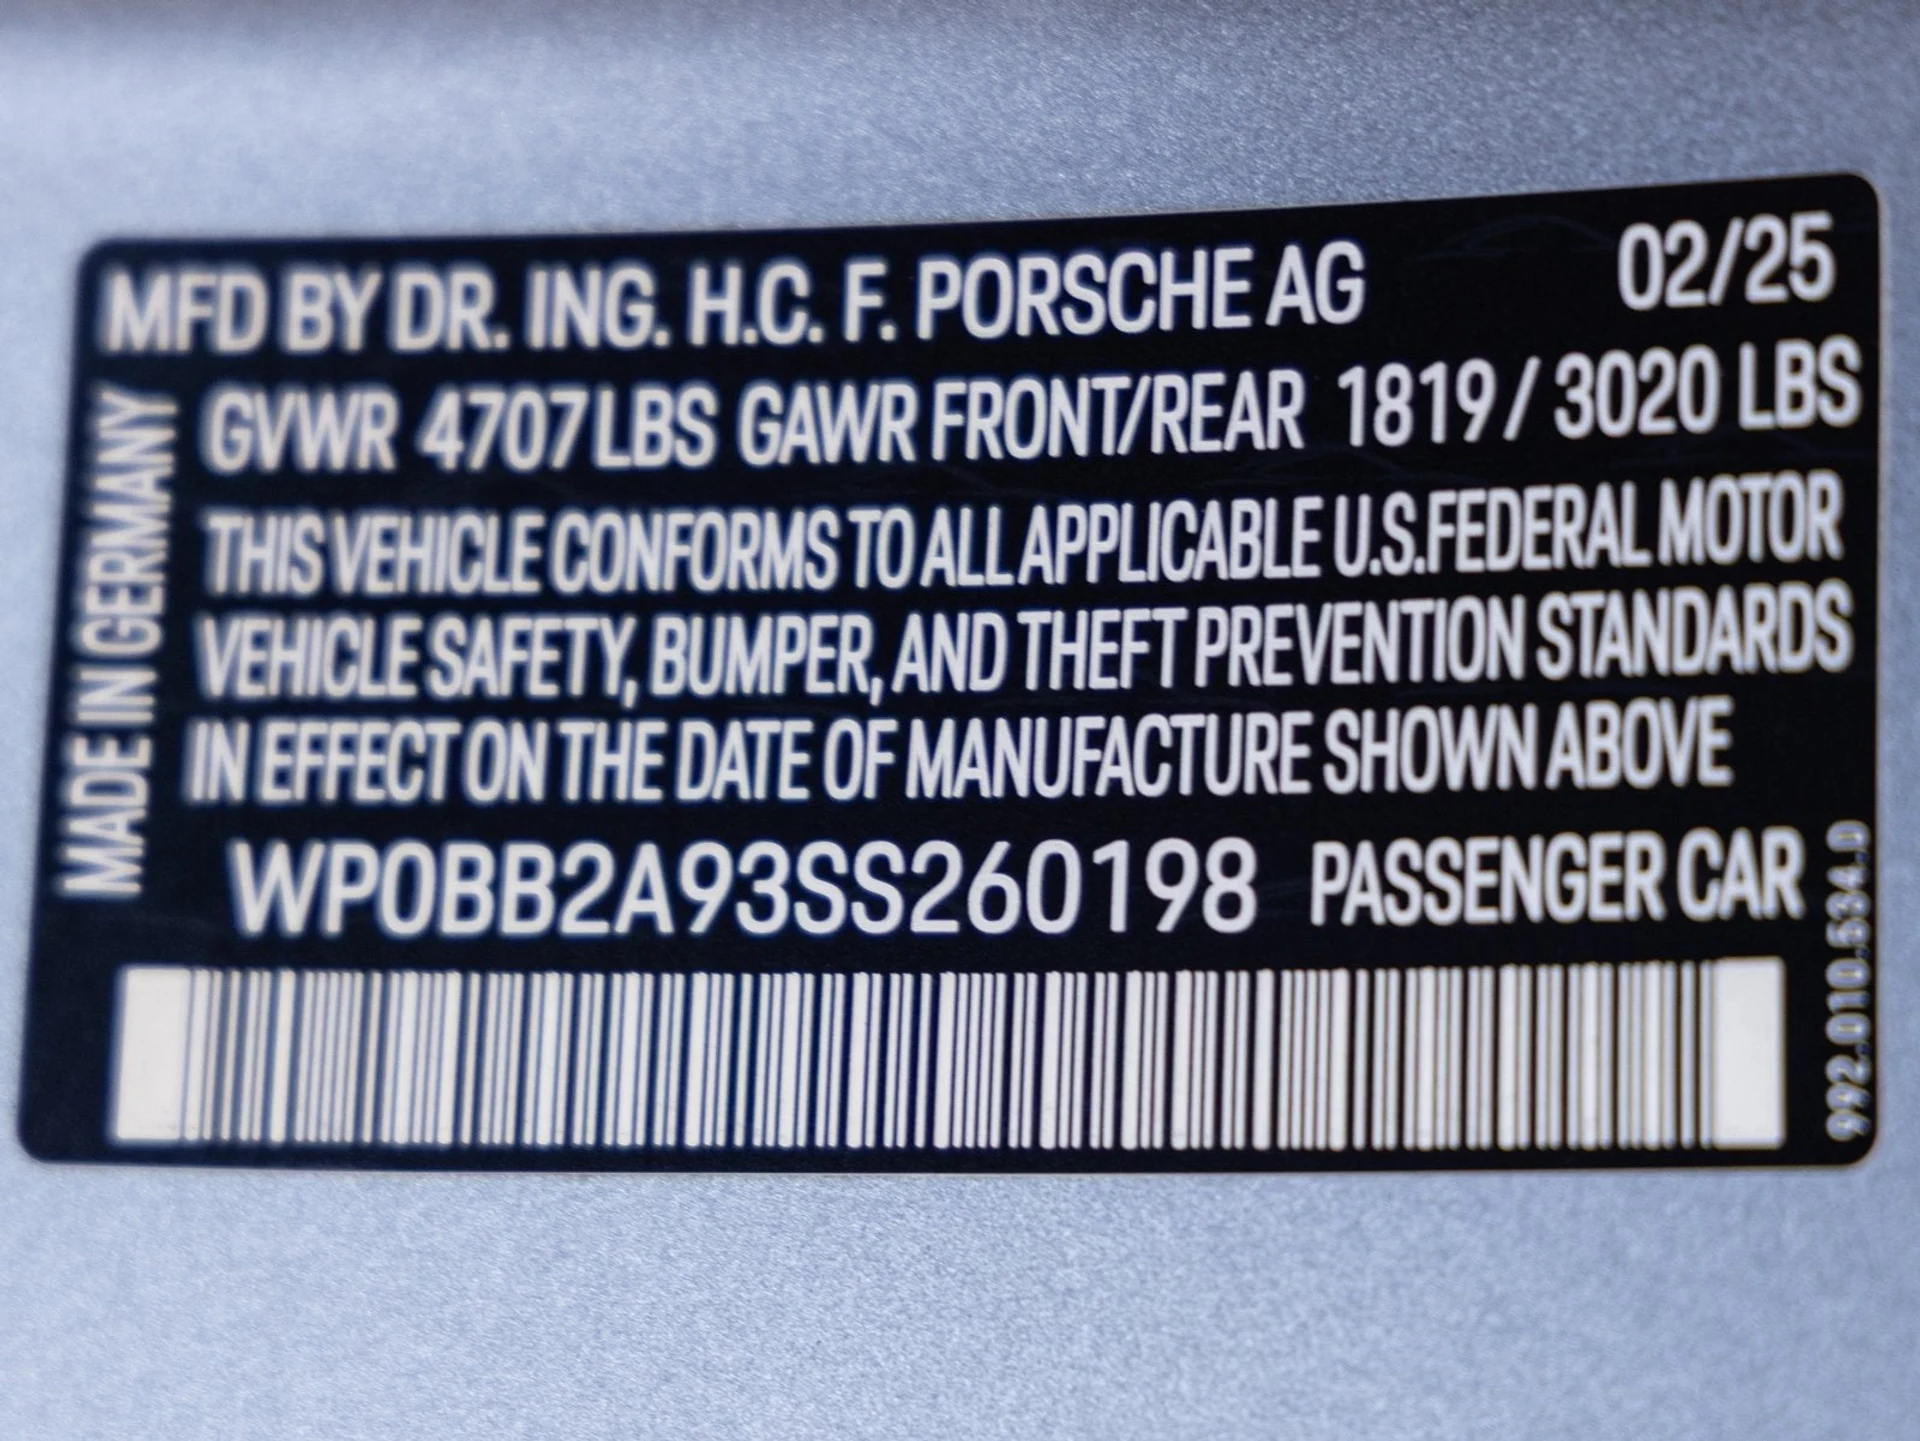 MFD BY DR. ING. H.C. F. PORSCHE AG 02/25
GVWR 4707 LBS GAWR FRONT/REAR 1819 / 3020 LBS
THIS VEHICLE CONFORMS TO ALL APPLICABLE U.S.FEDERAL MOTOR
VEHICLE SAFETY, BUMPER, AND THEFT PREVENTION STANDARDS
IN EFFECT ON THE DATE OF MANUFACTURE SHOWN ABOVE
WP0BB2A93SS260198 PASSENGER CAR
MADE IN GERMANY
992.010.534.D